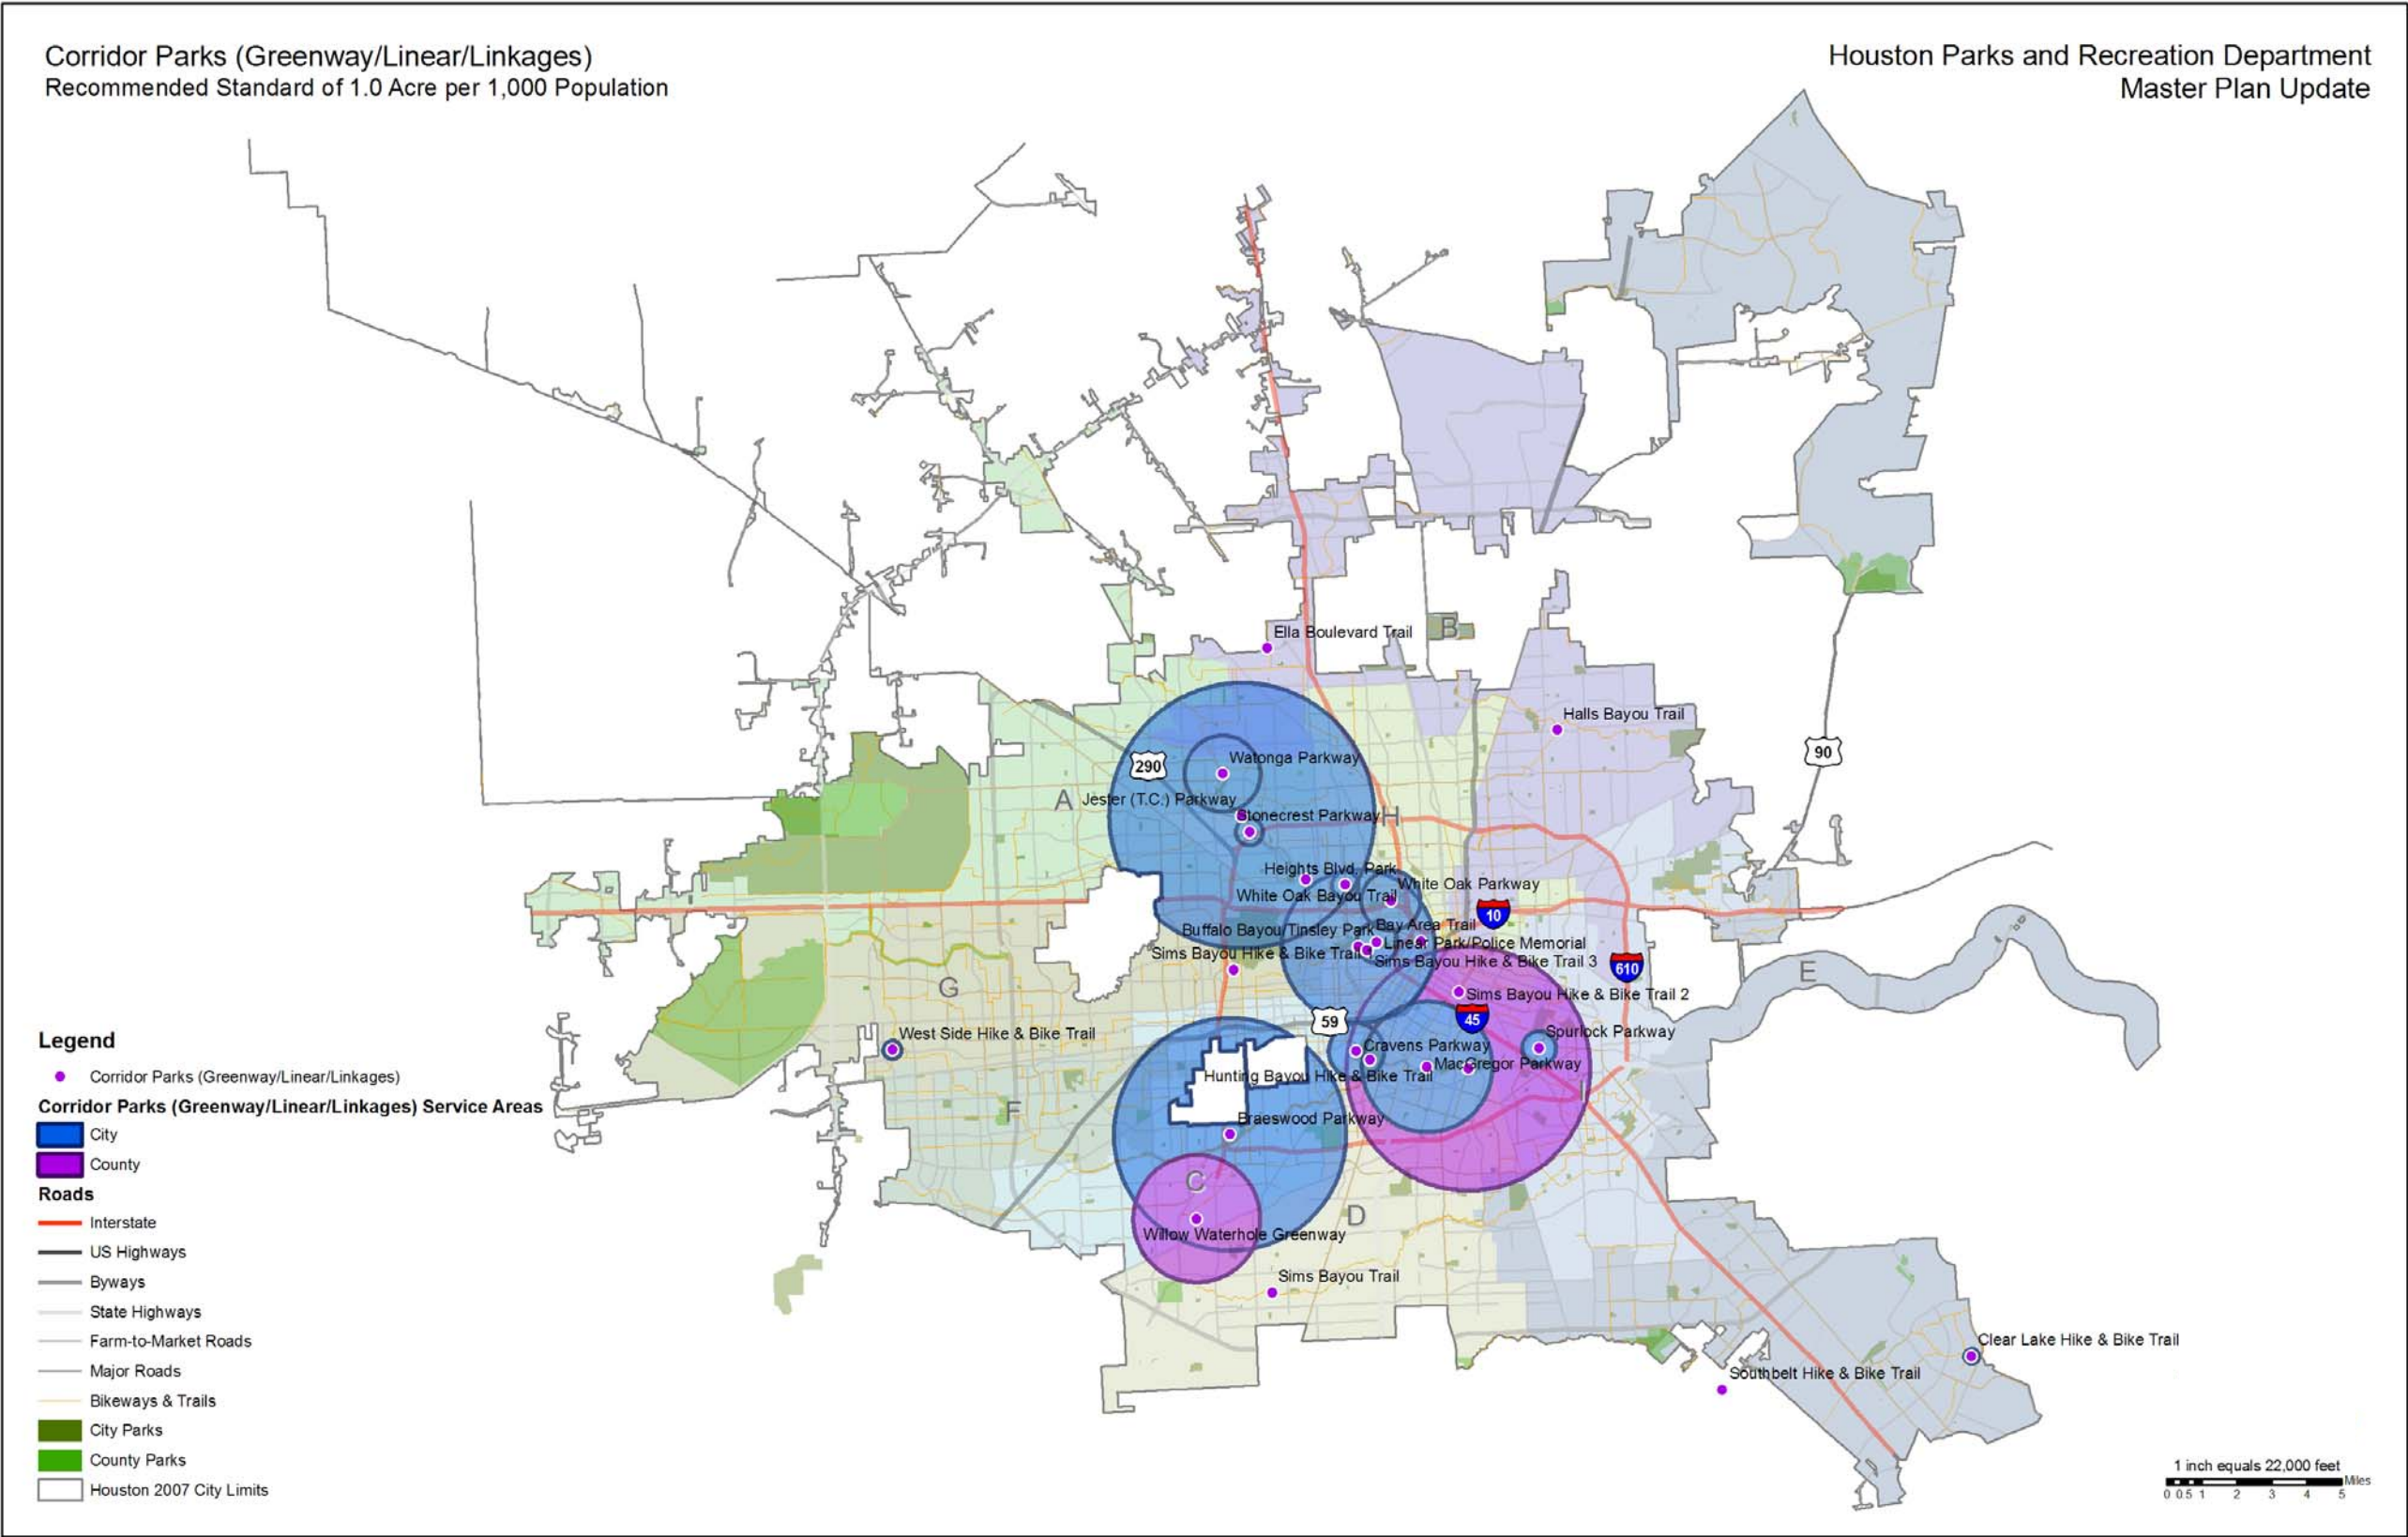 Corridor Parks (Greenway/Linear/Linkages)
Recommended Standard of 1.0 Acre per 1,000 Population
Houston Parks and Recreation Department
Master Plan Update
Ella Boulevard Trail
B
Halls Bayou Trail
90
290
Watonga Parkway
A
Jester (T.C.) Parkway
Stonecrest Parkway
H
Heights Blvd. Park
White Oak Parkway
White Oak Bayou Trail
10
Buffalo Bayou/Tinsley Park
Bay Area Trail
Linear Park/Police Memorial
Sims Bayou Hike & Bike Trail
Sims Bayou Hike & Bike Trail 3
610
E
G
Sims Bayou Hike & Bike Trail 2
59
45
West Side Hike & Bike Trail
Spurlock Parkway
Cravens Parkway
MacGregor Parkway
Hunting Bayou Hike & Bike Trail
I
F
Braeswood Parkway
C
D
Willow Waterhole Greenway
Sims Bayou Trail
Clear Lake Hike & Bike Trail
Southbelt Hike & Bike Trail
Legend
Corridor Parks (Greenway/Linear/Linkages)
Corridor Parks (Greenway/Linear/Linkages) Service Areas
City
County
Roads
Interstate
US Highways
Byways
State Highways
Farm-to-Market Roads
Major Roads
Bikeways & Trails
City Parks
County Parks
Houston 2007 City Limits
1 inch equals 22,000 feet
Miles
0 0.5 1 2 3 4 5